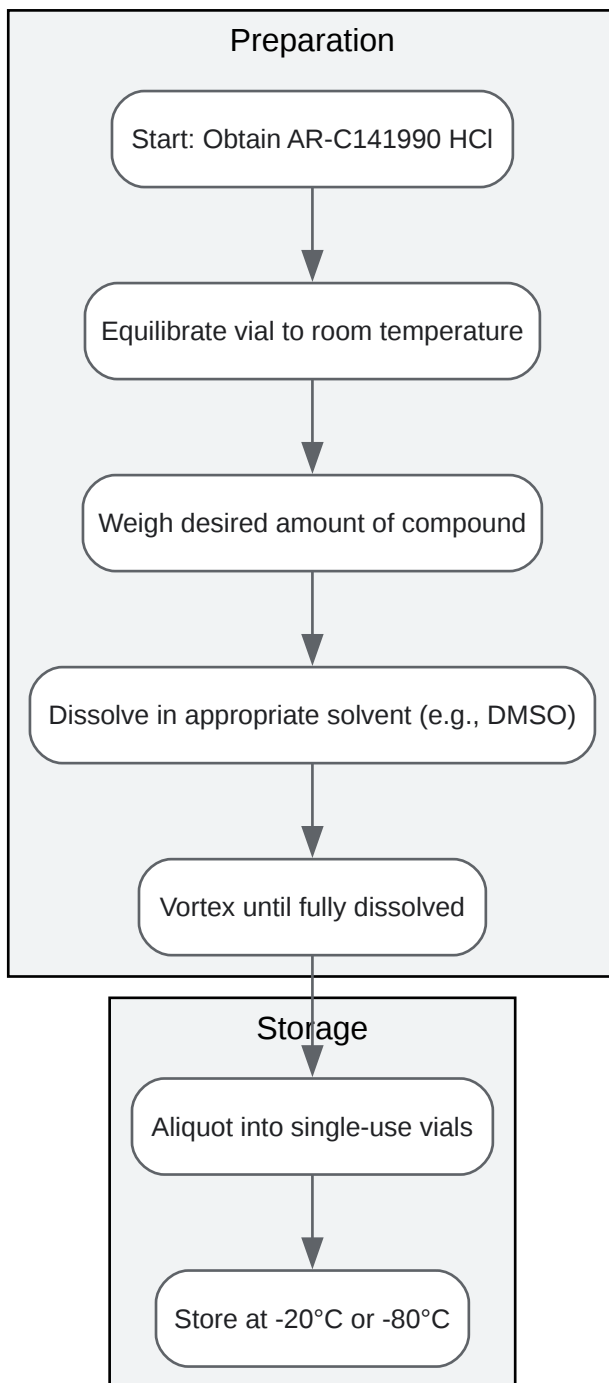 Preparation
Start: Obtain AR-C141990 HCl
Equilibrate vial to room temperature
Weigh desired amount of compound
Dissolve in appropriate solvent (e.g., DMSO)
Vortex until fully dissolved
Storage
Aliquot into single-use vials
Store at -20°C or -80°C